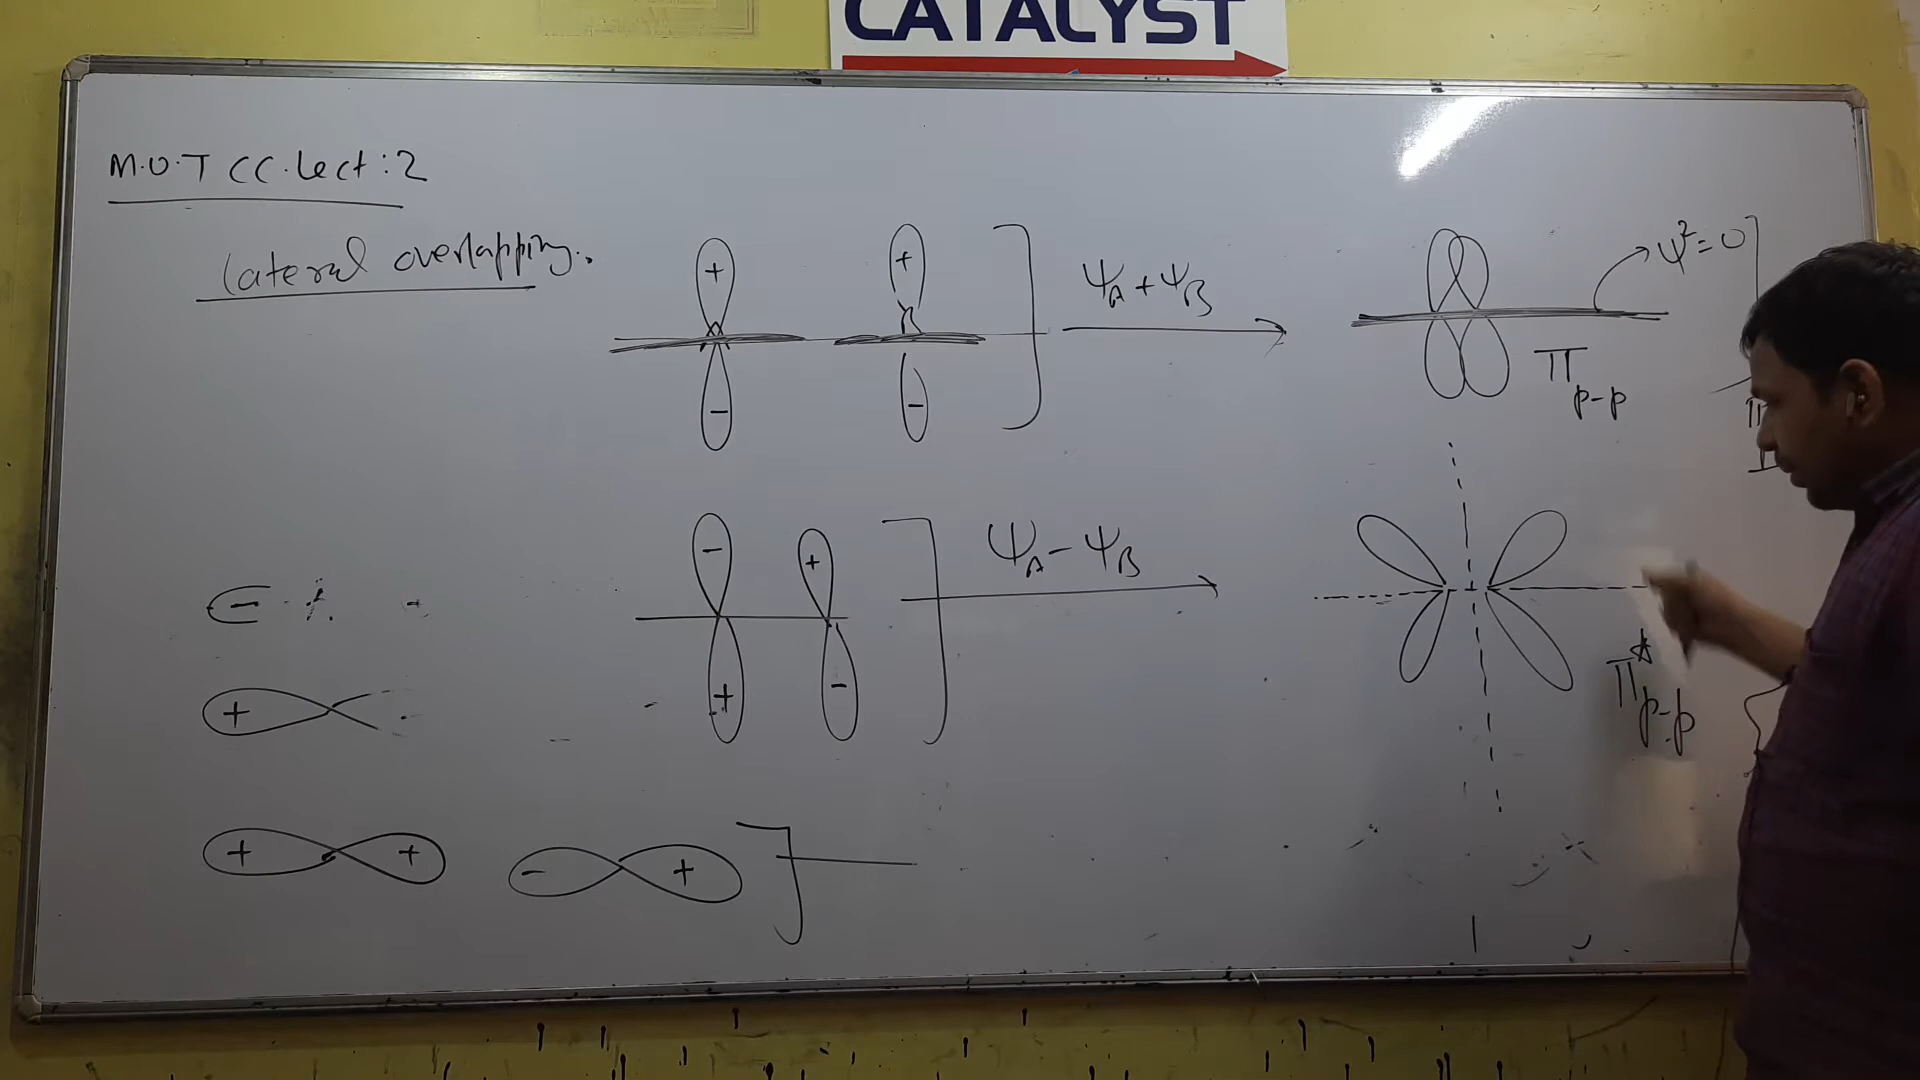 CATALYST
M.O.T CC.Lect:2
Lateral overlapping.
+ +
ψA + ψB
ψ²=0
- -
π p-p
- +
ψA - ψB
+ -
π* p-p
+
+ + - +